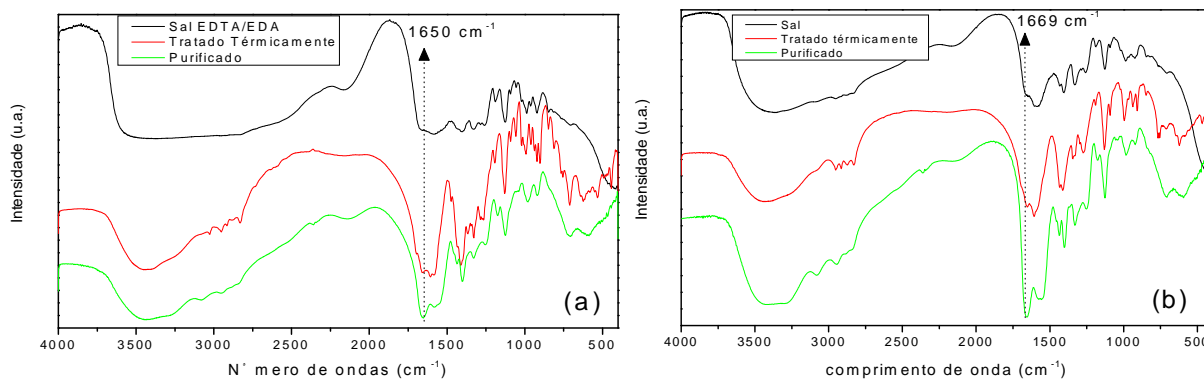 Sal EDTA/EDA
Tratado Térmicamente
Purificado
1650 cm⁻¹
Intensidade (u.a.)
(a)
4000 3500 3000 2500 2000 1500 1000 500
N˚ mero de ondas (cm⁻¹)
Sal
Tratado térmicamente
Purificado
1669 cm⁻¹
Intensidade (u.a.)
(b)
4000 3500 3000 2500 2000 1500 1000 500
comprimento de onda (cm⁻¹)